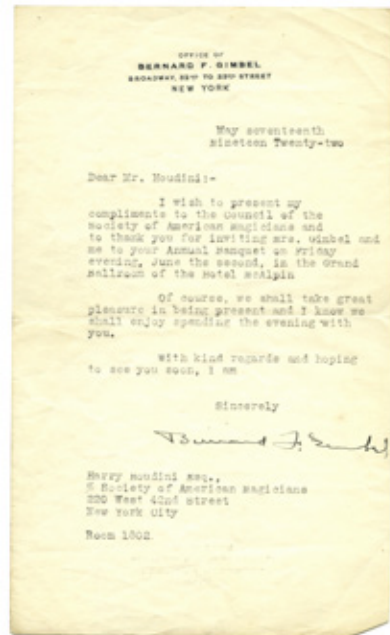 OFFICE OF
BERNARD F. GIMBEL
BROADWAY, 32ND TO 33RD STREET
NEW YORK
May seventeenth
Nineteen Twenty-two
Dear Mr. Houdini:-
I wish to present my
compliments to the Council of the
Society of American Magicians and
to thank you for inviting Mrs. Gimbel and
me to your Annual Banquet on Friday
evening, June the second, in the Grand
Ballroom of the Hotel McAlpin
Of course, we shall take great
pleasure in being present and I know we
shall enjoy spending the evening with
you.
With kind regards and hoping
to see you soon, I am
Sincerely
Bernard F. Gimbel
Harry Houdini Esq.,
% Society of American Magicians
220 West 42nd Street
New York City
Room 1802